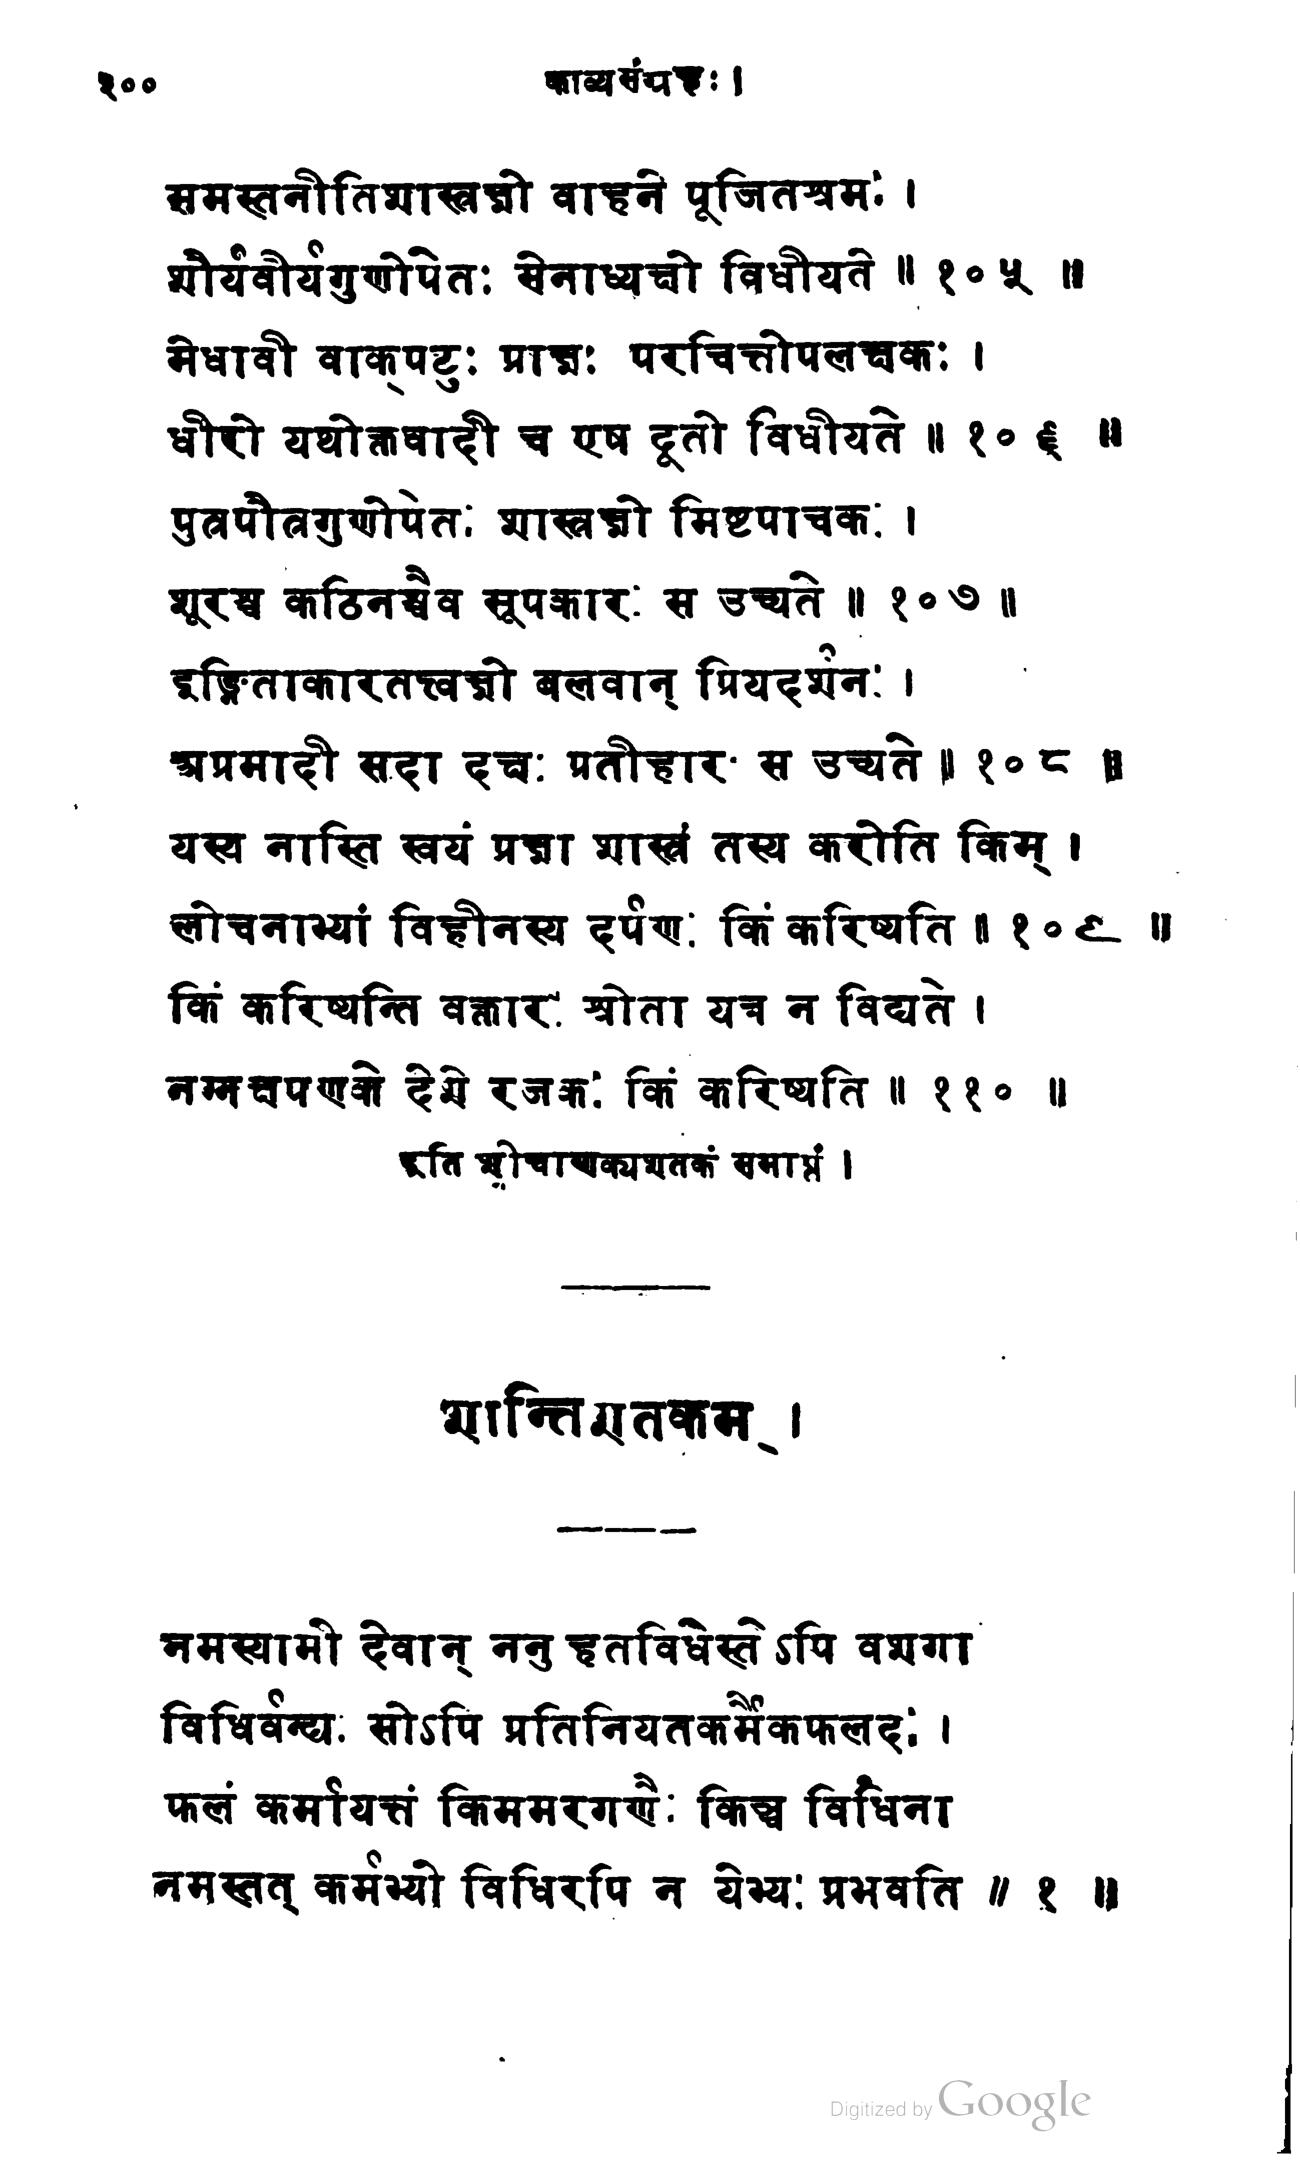 ३०० काव्यसंग्रहः ।
समस्तनीतिशास्त्रज्ञो वाहने पूजितश्रमः ।
शौर्यवीर्यगुणोपेतः सेनाध्यक्षो विधीयते ॥ १०५ ॥
मेधावी वाक्‌पटुः प्राज्ञः परचित्तोपलक्षकः ।
धीरो यथोक्तवादी च एष दूतो विधीयते ॥ १०६ ॥
पुत्रपौत्रगुणोपेतः शास्त्रज्ञो मिष्टपाचकः ।
शूरश्च कठिनश्चैव सूपकारः स उच्यते ॥ १०७ ॥
इङ्गिताकारतत्त्वज्ञो बलवान् प्रियदर्शनः ।
अप्रमादी सदा दक्षः प्रतीहारः स उच्यते ॥ १०८ ॥
यस्य नास्ति स्वयं प्रज्ञा शास्त्रं तस्य करोति किम् ।
लोचनाभ्यां विहीनस्य दर्पणः किं करिष्यति ॥ १०९ ॥
किं करिष्यन्ति वक्तारः श्रोता यत्र न विद्यते ।
नग्नक्षपणके देशे रजकः किं करिष्यति ॥ ११० ॥
इति श्रीचाणक्यशतकं समाप्तं ।
शान्तिशतकम् ।
नमस्यामो देवान् ननु हतविधेस्तेऽपि वशगा
विधिर्वन्द्यः सोऽपि प्रतिनियतकर्मैकफलदः ।
फलं कर्मायत्तं किममरगणैः किञ्च विधिना
नमस्तत् कर्मभ्यो विधिरपि न येभ्यः प्रभवति ॥ १ ॥
Digitized by Google